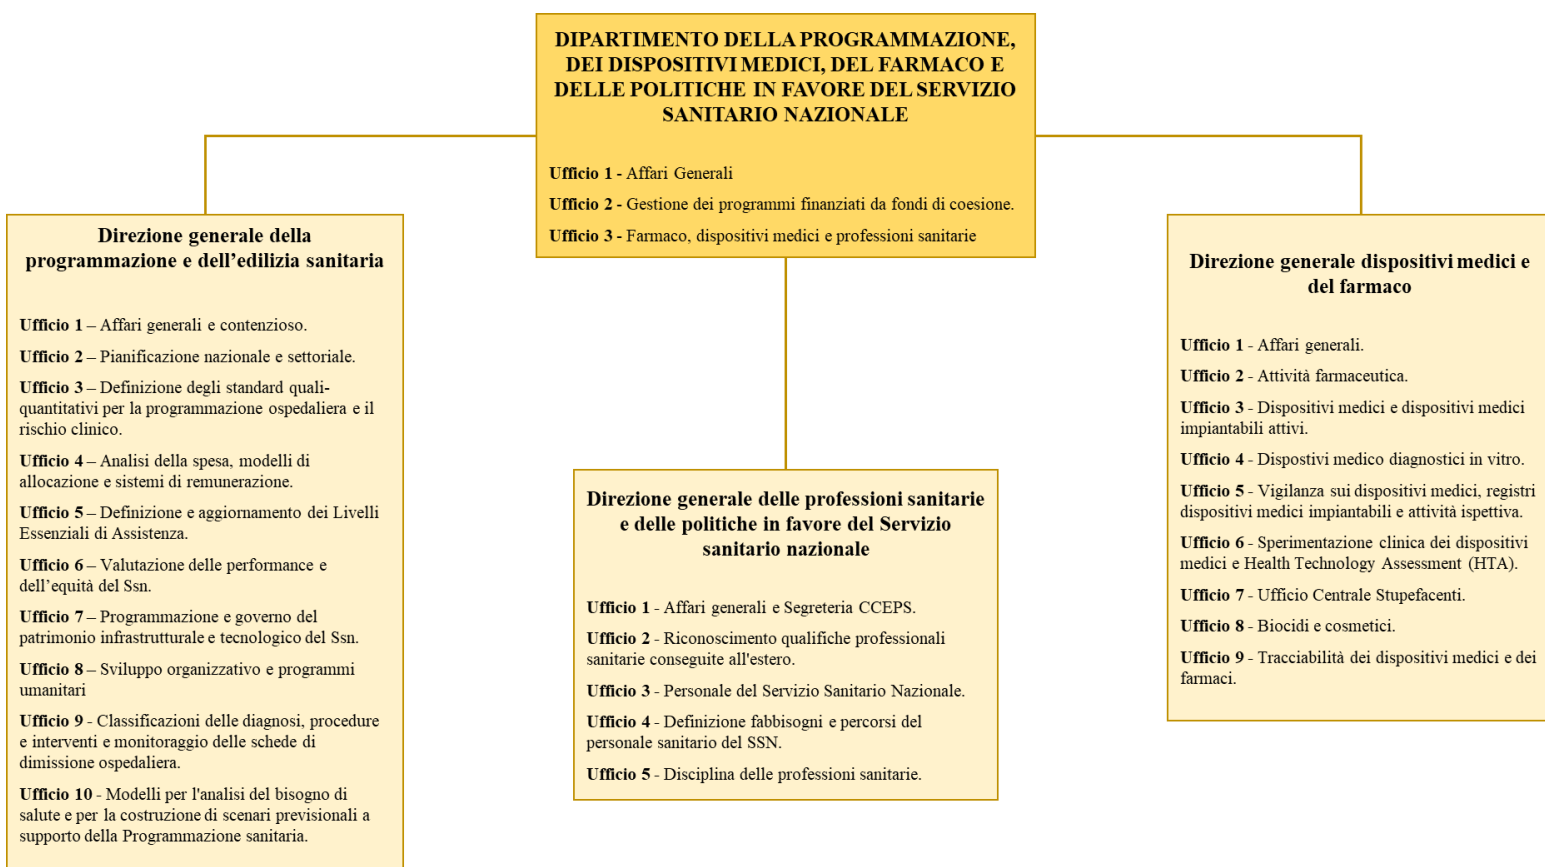 DIPARTIMENTO DELLA PROGRAMMAZIONE,
DEI DISPOSITIVI MEDICI, DEL FARMACO E
DELLE POLITICHE IN FAVORE DEL SERVIZIO
SANITARIO NAZIONALE
Ufficio 1 - Affari Generali
Ufficio 2 - Gestione dei programmi finanziati da fondi di coesione.
Ufficio 3 - Farmaco, dispositivi medici e professioni sanitarie
Direzione generale della
programmazione e dell’edilizia sanitaria
Ufficio 1 – Affari generali e contenzioso.
Ufficio 2 – Pianificazione nazionale e settoriale.
Ufficio 3 – Definizione degli standard quali-
quantitativi per la programmazione ospedaliera e il
rischio clinico.
Ufficio 4 – Analisi della spesa, modelli di
allocazione e sistemi di remunerazione.
Ufficio 5 – Definizione e aggiornamento dei Livelli
Essenziali di Assistenza.
Ufficio 6 – Valutazione delle performance e
dell’equità del Ssn.
Ufficio 7 – Programmazione e governo del
patrimonio infrastrutturale e tecnologico del Ssn.
Ufficio 8 – Sviluppo organizzativo e programmi
umanitari
Ufficio 9 - Classificazioni delle diagnosi, procedure
e interventi e monitoraggio delle schede di
dimissione ospedaliera.
Ufficio 10 - Modelli per l'analisi del bisogno di
salute e per la costruzione di scenari previsionali a
supporto della Programmazione sanitaria.
Direzione generale delle professioni sanitarie
e delle politiche in favore del Servizio
sanitario nazionale
Ufficio 1 - Affari generali e Segreteria CCEPS.
Ufficio 2 - Riconoscimento qualifiche professionali
sanitarie conseguite all'estero.
Ufficio 3 - Personale del Servizio Sanitario Nazionale.
Ufficio 4 - Definizione fabbisogni e percorsi del
personale sanitario del SSN.
Ufficio 5 - Disciplina delle professioni sanitarie.
Direzione generale dispositivi medici e
del farmaco
Ufficio 1 - Affari generali.
Ufficio 2 - Attività farmaceutica.
Ufficio 3 - Dispositivi medici e dispositivi medici
impiantabili attivi.
Ufficio 4 - Dispostivi medico diagnostici in vitro.
Ufficio 5 - Vigilanza sui dispositivi medici, registri
dispositivi medici impiantabili e attività ispettiva.
Ufficio 6 - Sperimentazione clinica dei dispositivi
medici e Health Technology Assessment (HTA).
Ufficio 7 - Ufficio Centrale Stupefacenti.
Ufficio 8 - Biocidi e cosmetici.
Ufficio 9 - Tracciabilità dei dispositivi medici e dei
farmaci.